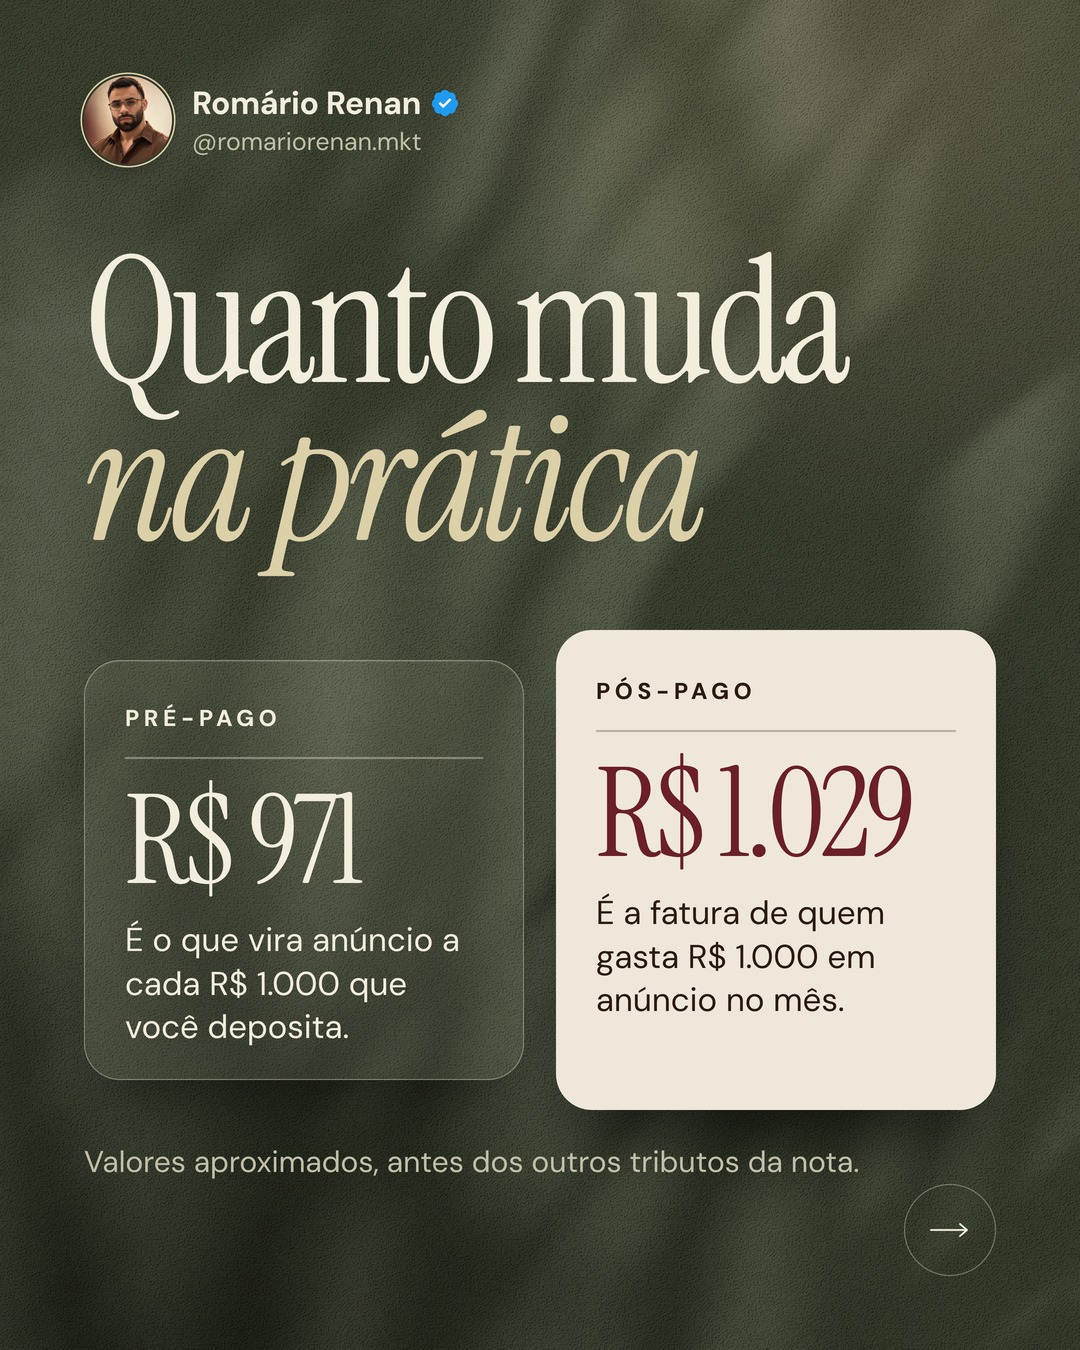 Romário Renan
@romariorenan.mkt
Quanto muda
na prática
PRÉ-PAGO
R$ 971
É o que vira anúncio a
cada R$ 1.000 que
você deposita.
PÓS-PAGO
R$ 1.029
É a fatura de quem
gasta R$ 1.000 em
anúncio no mês.
Valores aproximados, antes dos outros tributos da nota.